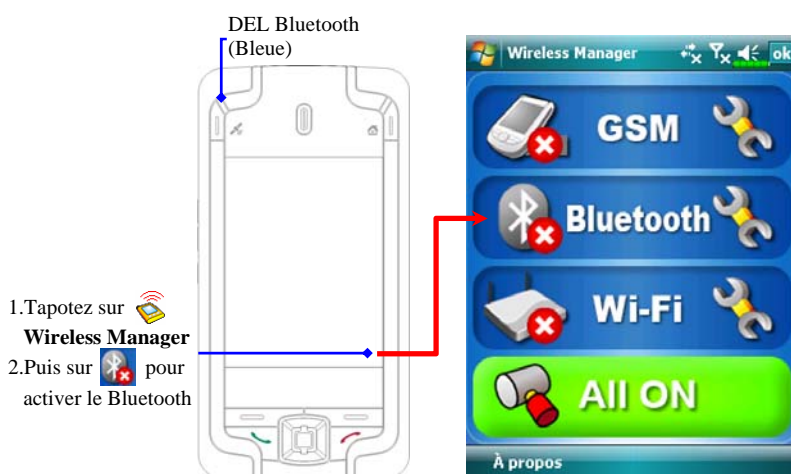 DEL Bluetooth
(Bleue)
1.Tapotez sur
Wireless Manager
2.Puis sur pour
activer le Bluetooth
Wireless Manager ok
GSM
Bluetooth
Wi-Fi
All ON
À propos